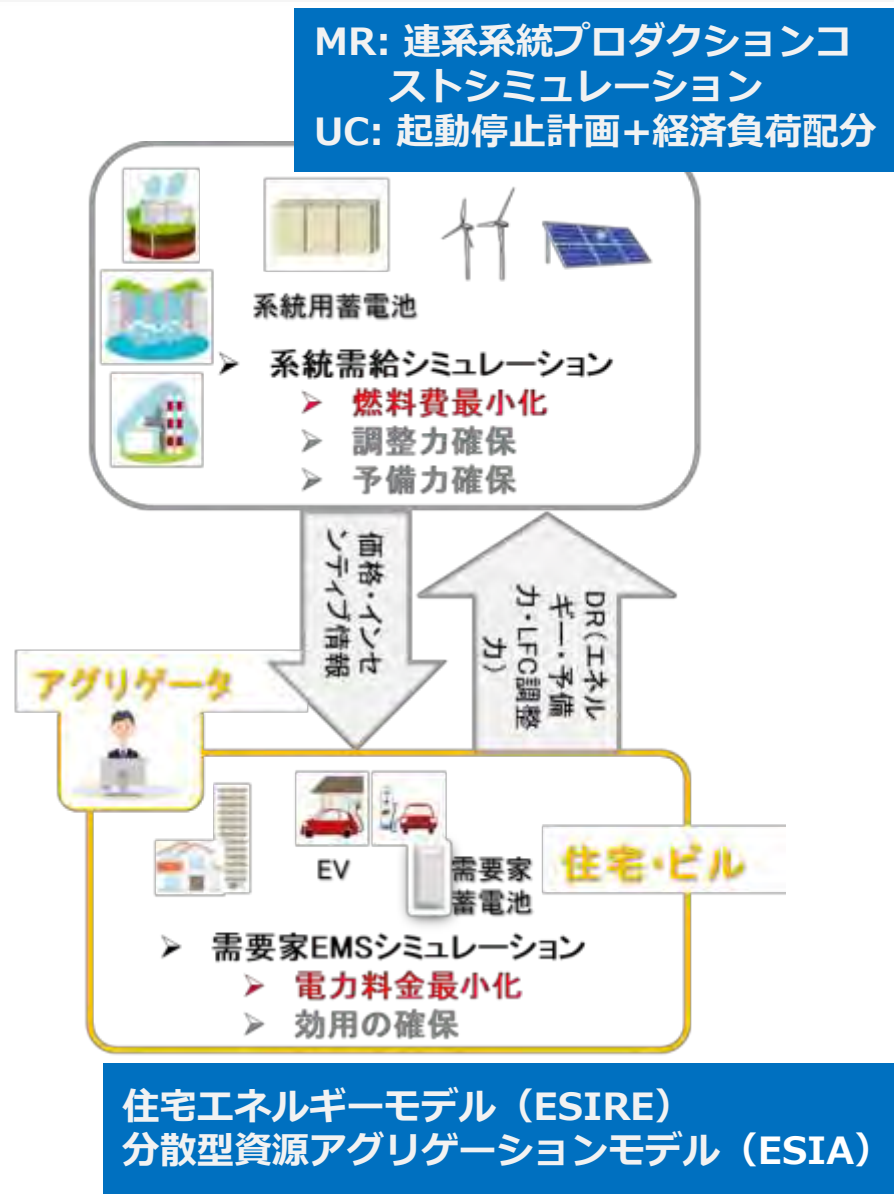 MR: 連系系統プロダクションコ
ストシミュレーション
UC: 起動停止計画+経済負荷配分
系統用蓄電池
➢ 系統需給シミュレーション
➢ 燃料費最小化
➢ 調整力確保
➢ 予備力確保
価格・インセ
ンティブ情報
DR(エネル
ギー・予備
力・LFC調整
力)
アグリゲータ
EV
需要家
蓄電池
住宅・ビル
➢ 需要家EMSシミュレーション
➢ 電力料金最小化
➢ 効用の確保
住宅エネルギーモデル（ESIRE）
分散型資源アグリゲーションモデル（ESIA）